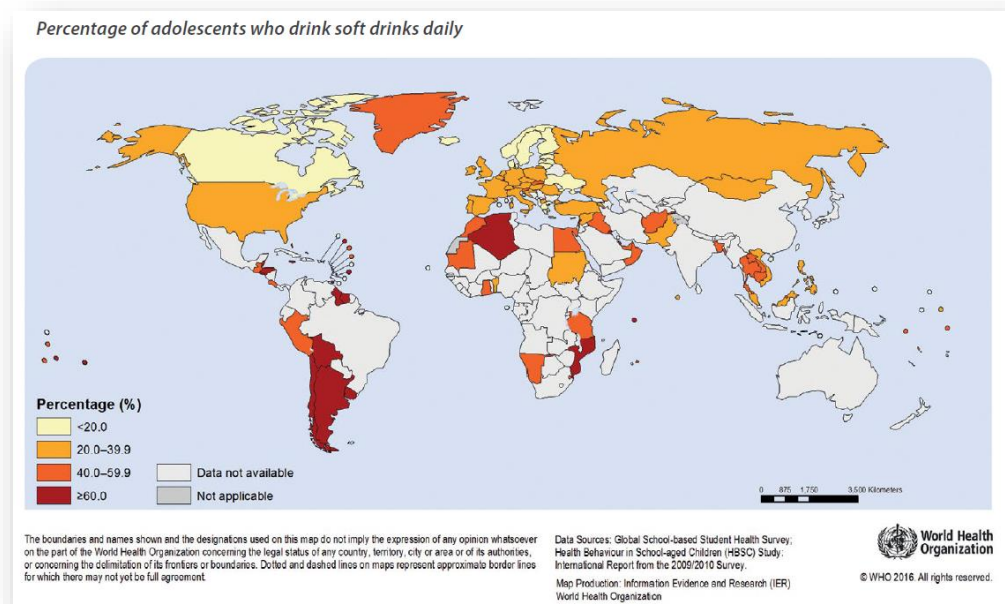 Percentage of adolescents who drink soft drinks daily
Percentage (%)
<20.0
20.0–39.9
40.0–59.9
≥60.0
Data not available
Not applicable
0 875 1,750 3,500 Kilometers
The boundaries and names shown and the designations used on this map do not imply the expression of any opinion whatsoever
on the part of the World Health Organization concerning the legal status of any country, territory, city or area or of its authorities,
or concerning the delimitation of its frontiers or boundaries. Dotted and dashed lines on maps represent approximate border lines
for which there may not yet be full agreement.
Data Sources: Global School-based Student Health Survey;
Health Behaviour in School-aged Children (HBSC) Study:
International Report from the 2009/2010 Survey.
Map Production: Information Evidence and Research (IER)
World Health Organization
World Health
Organization
© WHO 2016. All rights reserved.